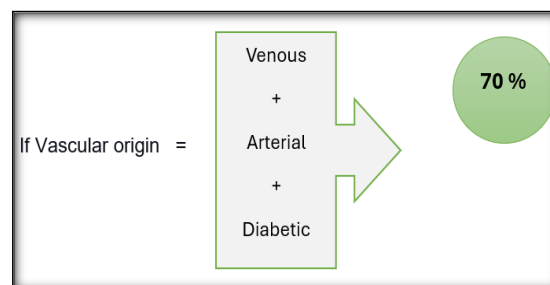 Venous
+
If Vascular origin = Arterial
+
Diabetic
70 %